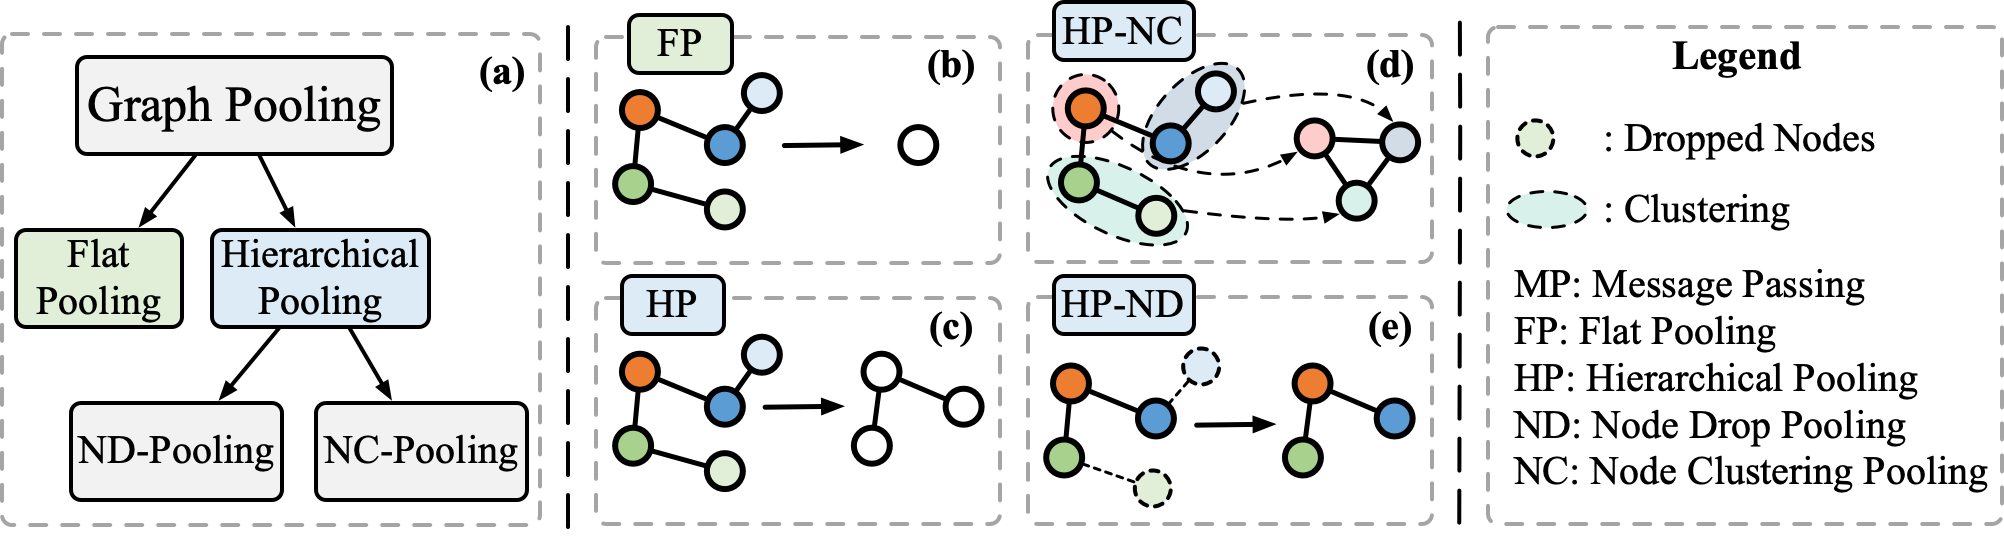 (a)
Graph Pooling
Flat
Pooling
Hierarchical
Pooling
ND-Pooling
NC-Pooling
FP
(b)
HP
(c)
HP-NC
(d)
HP-ND
(e)
Legend
: Dropped Nodes
: Clustering
MP: Message Passing
FP: Flat Pooling
HP: Hierarchical Pooling
ND: Node Drop Pooling
NC: Node Clustering Pooling